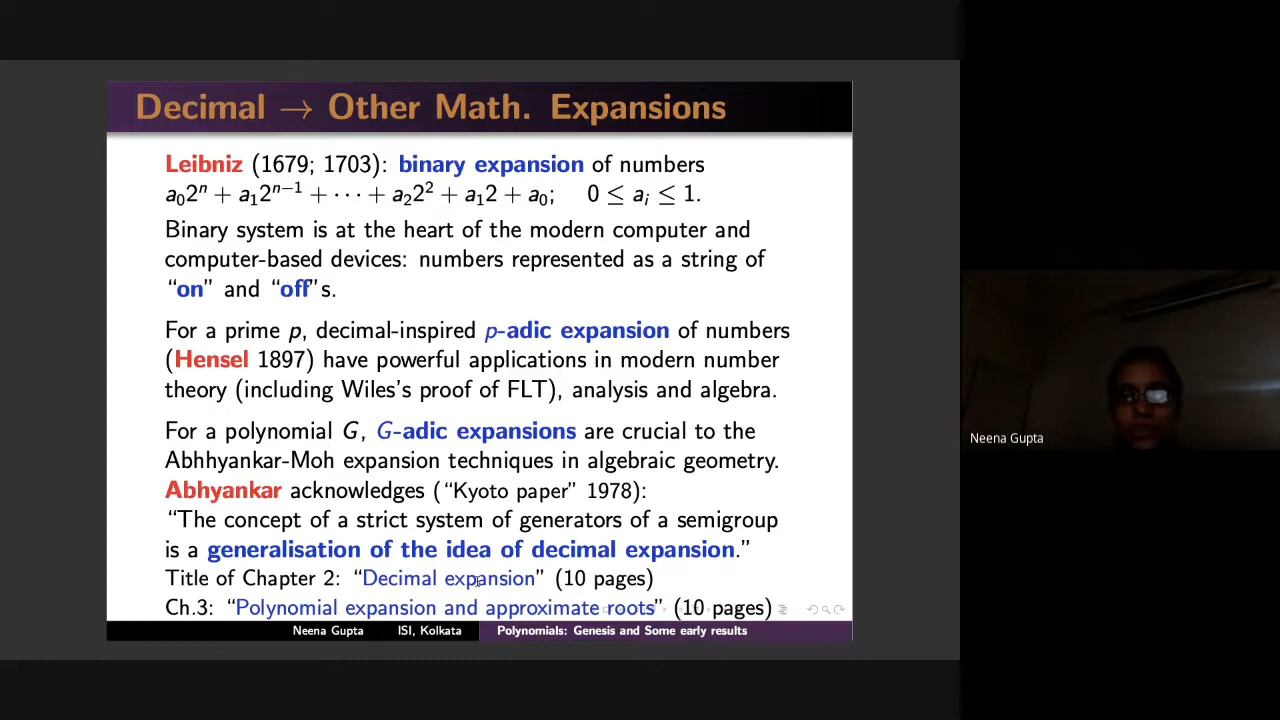 Decimal → Other Math. Expansions
Leibniz (1679; 1703): binary expansion of numbers
a₀2ⁿ + a₁2ⁿ⁻¹ + ··· + a₂2² + a₁2 + a₀; 0 ≤ aᵢ ≤ 1.
Binary system is at the heart of the modern computer and
computer-based devices: numbers represented as a string of
“on” and “off”s.
For a prime p, decimal-inspired p-adic expansion of numbers
(Hensel 1897) have powerful applications in modern number
theory (including Wiles's proof of FLT), analysis and algebra.
For a polynomial G, G-adic expansions are crucial to the
Abhhyankar-Moh expansion techniques in algebraic geometry.
Abhyankar acknowledges (“Kyoto paper” 1978):
“The concept of a strict system of generators of a semigroup
is a generalisation of the idea of decimal expansion.”
Title of Chapter 2: “Decimal expansion” (10 pages)
Ch.3: “Polynomial expansion and approximate roots” (10 pages)
Neena Gupta ISI, Kolkata Polynomials: Genesis and Some early results
Neena Gupta